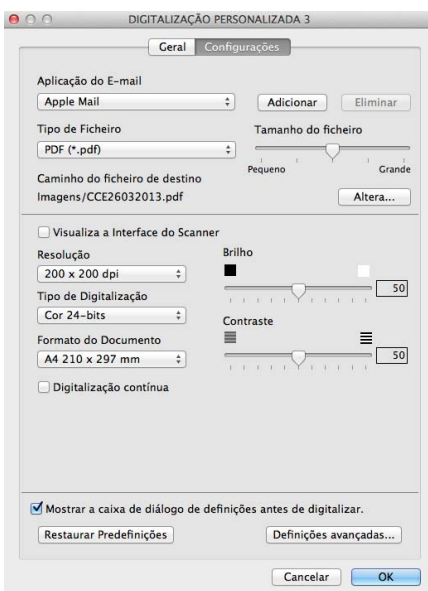 DIGITALIZAÇÃO PERSONALIZADA 3
Geral Configurações
Aplicação do E-mail
Apple Mail Adicionar Eliminar
Tipo de Ficheiro Tamanho do ficheiro
PDF (*.pdf)
Pequeno Grande
Caminho do ficheiro de destino
Imagens/CCE26032013.pdf Altera...
Visualiza a Interface do Scanner
Resolução Brilho
200 x 200 dpi 50
Tipo de Digitalização
Cor 24-bits
Contraste
Formato do Documento
A4 210 x 297 mm 50
Digitalização contínua
Mostrar a caixa de diálogo de definições antes de digitalizar.
Restaurar Predefinições Definições avançadas...
Cancelar OK